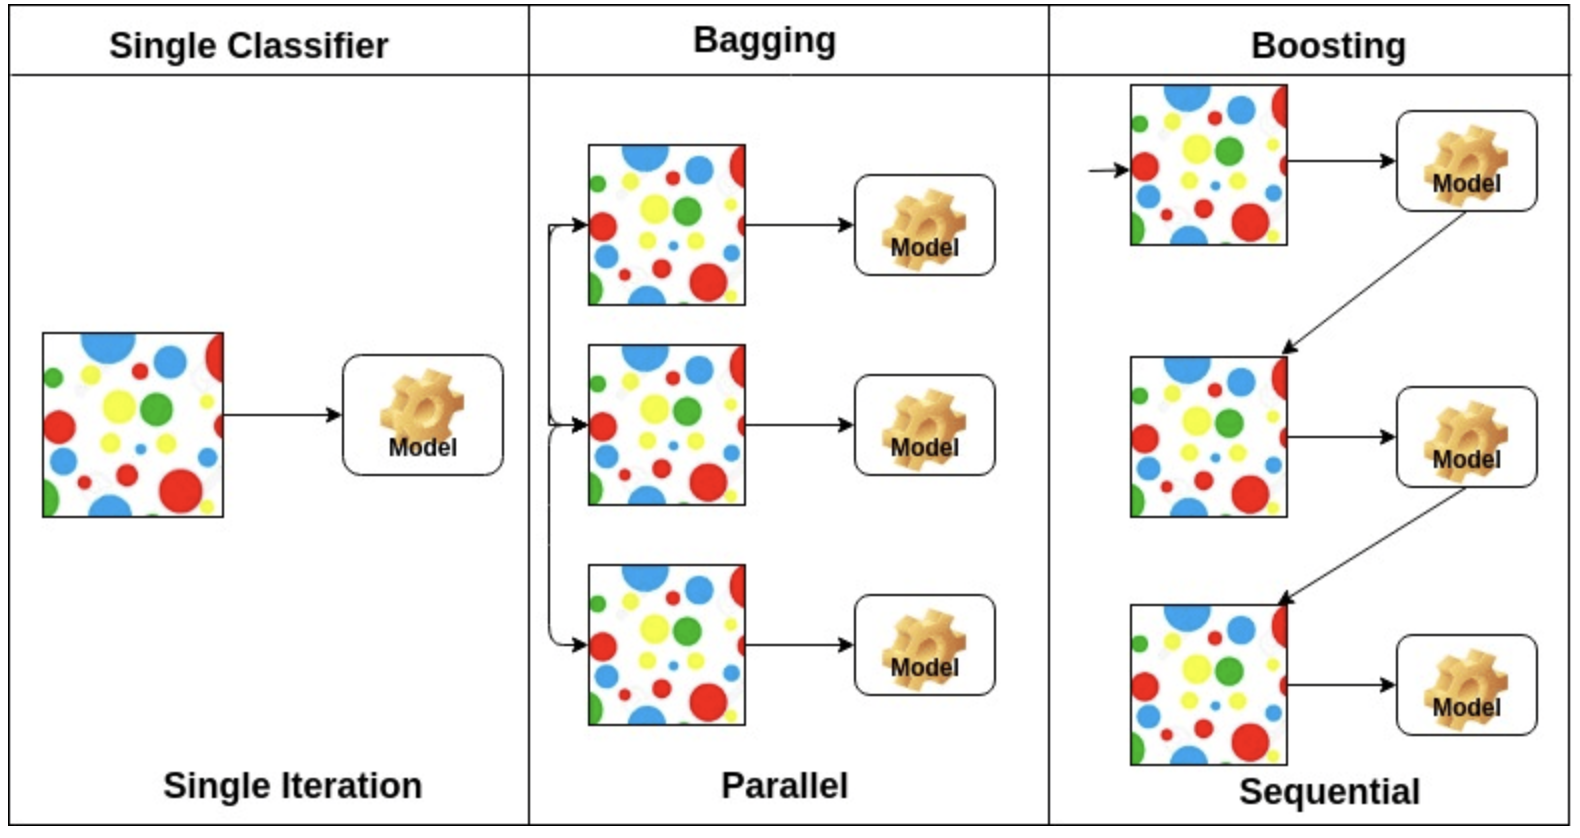 Single Classifier
Bagging
Boosting
Model
Model
Model
Model
Model
Model
Model
Single Iteration
Parallel
Sequential